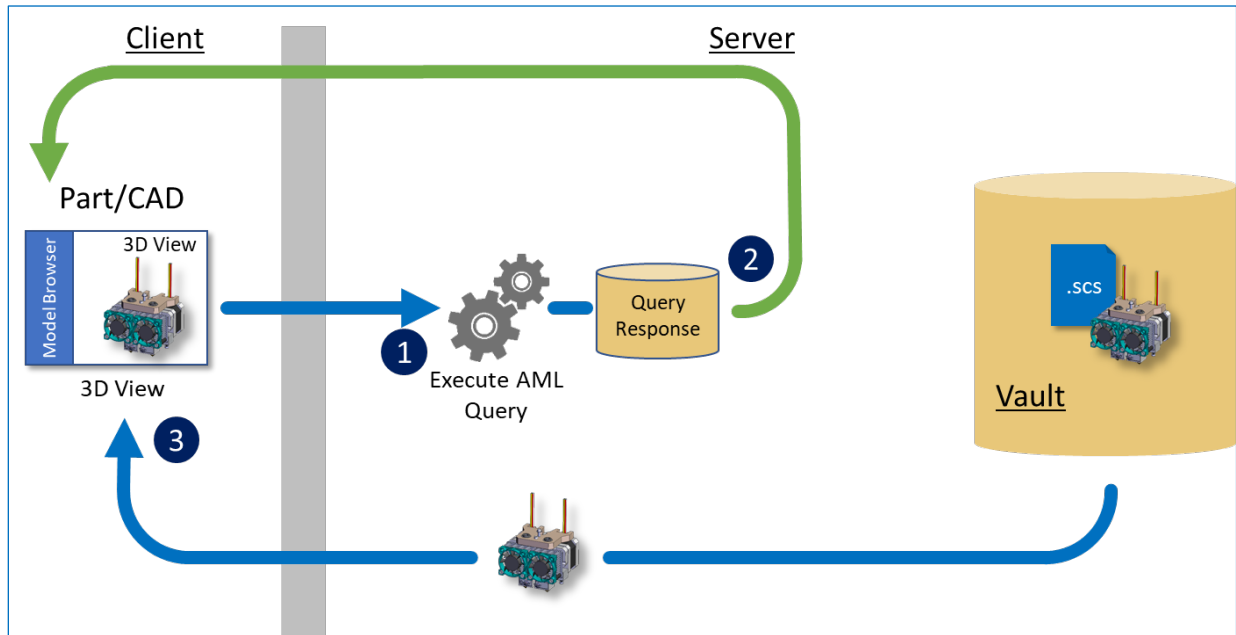 Client
Server
Part/CAD
Model Browser
3D View
3D View
1
Execute AML
Query
Query
Response
2
.scs
Vault
3